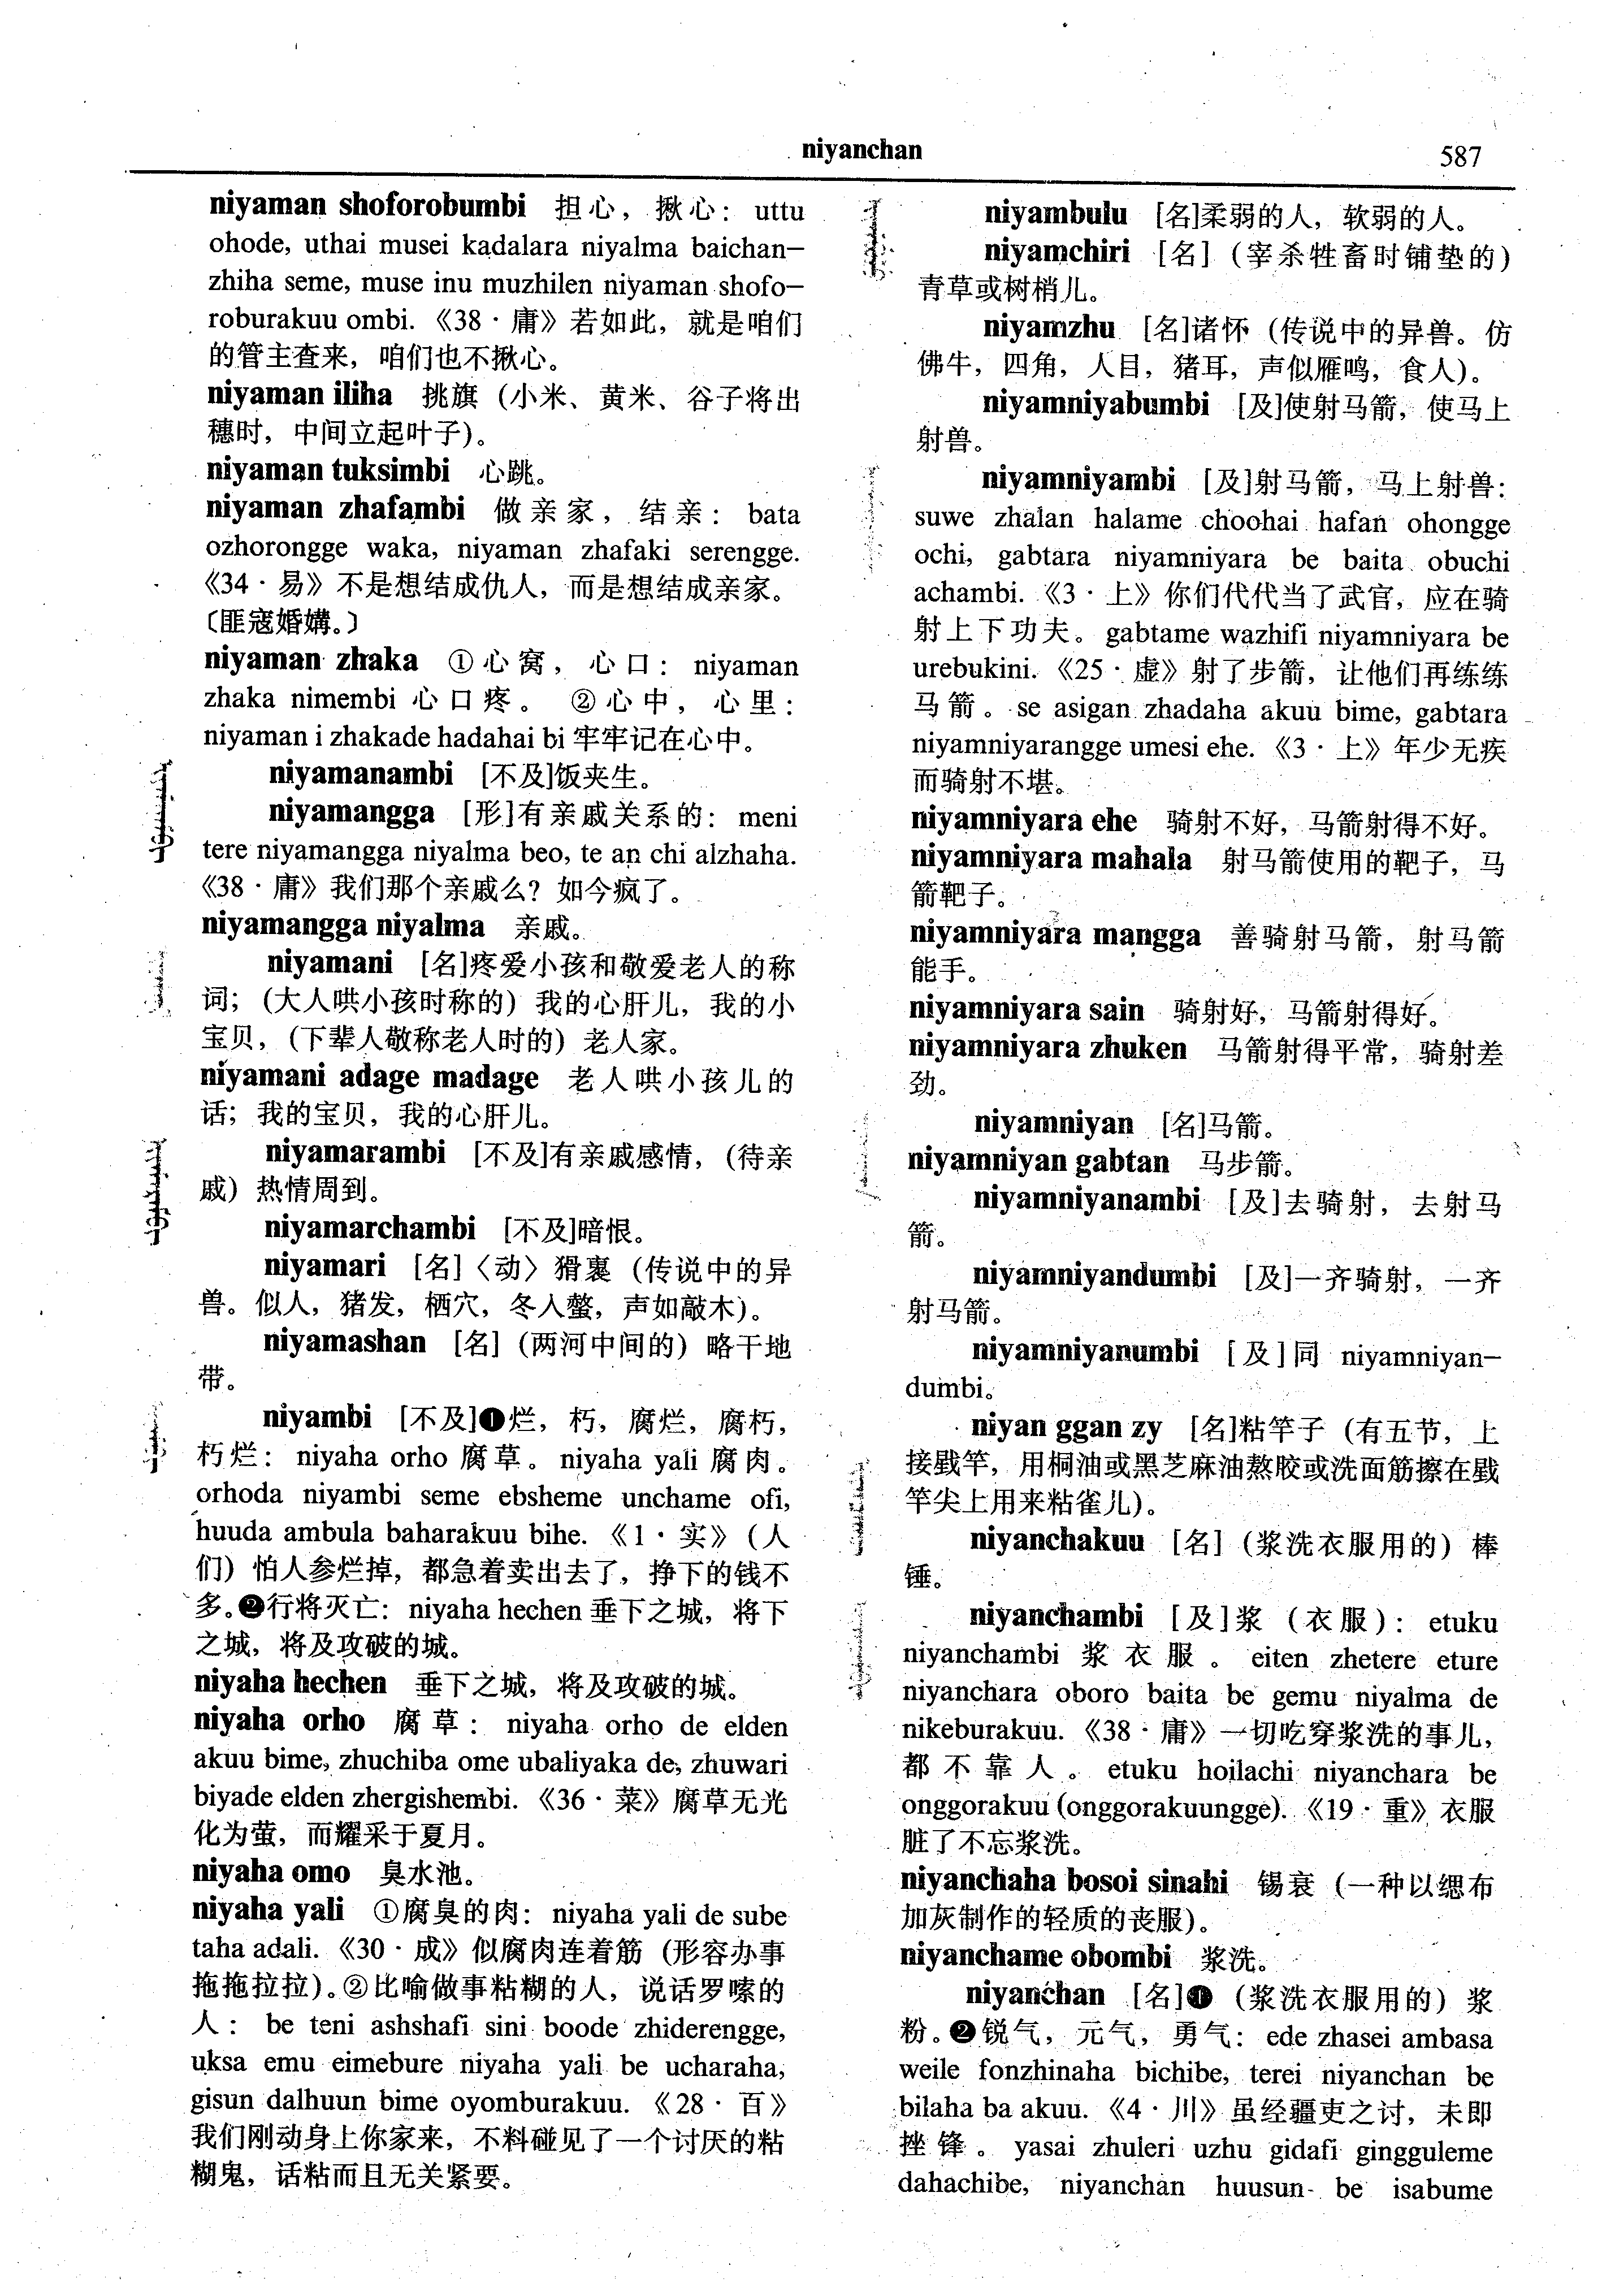 niyanchan
587
niyaman shoforobumbi 担心，揪心：uttu
ohode, uthai musei kadalara niyalma baichan–
zhiha seme, muse inu muzhilen niyaman shofo–
roburakuu ombi.《38·庸》若如此，就是咱们
的管主查来，咱们也不揪心。
niyaman iliha 挑旗（小米、黄米、谷子将出
穗时，中间立起叶子）。
niyaman tuksimbi 心跳。
niyaman zhafambi 做亲家，结亲：bata
ozhorongge waka, niyaman zhafaki serengge.
《34·易》不是想结成仇人，而是想结成亲家。
〔匪寇婚媾。〕
niyaman zhaka ①心窝，心口：niyaman
zhaka nimembi 心口疼。②心中，心里：
niyaman i zhakade hadahai bi 牢牢记在心中。
niyamanambi [不及]饭夹生。
niyamangga [形]有亲戚关系的：meni
tere niyamangga niyalma beo, te an chi alzhaha.
《38·庸》我们那个亲戚么？如今疯了。
niyamangga niyalma 亲戚。
niyamani [名]疼爱小孩和敬爱老人的称
词；（大人哄小孩时称的）我的心肝儿，我的小
宝贝，（下辈人敬称老人时的）老人家。
niyamani adage madage 老人哄小孩儿的
话；我的宝贝，我的心肝儿。
niyamarambi [不及]有亲戚感情，（待亲
戚）热情周到。
niyamarchambi [不及]暗恨。
niyamari [名]〈动〉猾褢（传说中的异
兽。似人，猪发，栖穴，冬入蟄，声如敲木）。
niyamashan [名]（两河中间的）略干地
带。
niyambi [不及]❶烂，朽，腐烂，腐朽，
朽烂：niyaha orho 腐草。niyaha yali 腐肉。
orhoda niyambi seme ebsheme unchame ofi,
huuda ambula baharakuu bihe.《1·实》（人
们）怕人参烂掉，都急着卖出去了，挣下的钱不
多。❷行将灭亡：niyaha hechen 垂下之城，将下
之城，将及攻破的城。
niyaha hechen 垂下之城，将及攻破的城。
niyaha orho 腐草：niyaha orho de elden
akuu bime, zhuchiba ome ubaliyaka de, zhuwari
biyade elden zhergishembi.《36·菜》腐草无光
化为萤，而耀采于夏月。
niyaha omo 臭水池。
niyaha yali ①腐臭的肉：niyaha yali de sube
taha adali.《30·成》似腐肉连着筋（形容办事
拖拖拉拉）。②比喻做事粘糊的人，说话罗嗦的
人：be teni ashshafi sini boode zhiderengge,
uksa emu eimebure niyaha yali be ucharaha,
gisun dalhuun bime oyomburakuu.《28·百》
我们刚动身上你家来，不料碰见了一个讨厌的粘
糊鬼，话粘而且无关紧要。
niyambulu [名]柔弱的人，软弱的人。
niyamchiri [名]（宰杀牲畜时铺垫的）
青草或树梢儿。
niyamzhu [名]诸怀（传说中的异兽。仿
佛牛，四角，人目，猪耳，声似雁鸣，食人）。
niyamniyabumbi [及]使射马箭，使马上
射兽。
niyamniyambi [及]射马箭，马上射兽：
suwe zhalan halame choohai hafan ohongge
ochi, gabtara niyamniyara be baita obuchi
achambi.《3·上》你们代代当了武官，应在骑
射上下功夫。gabtame wazhifi niyamniyara be
urebukini.《25·虚》射了步箭，让他们再练练
马箭。se asigan zhadaha akuu bime, gabtara
niyamniyarangge umesi ehe.《3·上》年少无疾
而骑射不堪。
niyamniyara ehe 骑射不好，马箭射得不好。
niyamniyara mahala 射马箭使用的靶子，马
箭靶子。
niyamniyara mangga 善骑射马箭，射马箭
能手。
niyamniyara sain 骑射好，马箭射得好。
niyamniyara zhuken 马箭射得平常，骑射差
劲。
niyamniyan [名]马箭。
niyamniyan gabtan 马步箭。
niyamniyanambi [及]去骑射，去射马
箭。
niyamniyandumbi [及]一齐骑射，一齐
射马箭。
niyamniyanumbi [及]同 niyamniyan–
dumbi。
niyan ggan zy [名]粘竿子（有五节，上
接戥竿，用桐油或黑芝麻油熬胶或洗面筋擦在戥
竿尖上用来粘雀儿）。
niyanchakuu [名]（浆洗衣服用的）棒
锤。
niyanchambi [及]浆（衣服）：etuku
niyanchambi 浆衣服。eiten zhetere eture
niyanchara oboro baita be gemu niyalma de
nikeburakuu.《38·庸》一切吃穿浆洗的事儿，
都不靠人。etuku hoilachi niyanchara be
onggorakuu (onggorakuungge).《19·重》衣服
脏了不忘浆洗。
niyanchaha bosoi sinahi 锡衰（一种以缌布
加灰制作的轻质的丧服）。
niyanchame obombi 浆洗。
niyanchan [名]❶（浆洗衣服用的）浆
粉。❷锐气，元气，勇气：ede zhasei ambasa
weile fonzhinaha bichibe, terei niyanchan be
bilaha ba akuu.《4·川》虽经疆吏之讨，未即
挫锋。yasai zhuleri uzhu gidafi gingguleme
dahachibe, niyanchan huusun be isabume